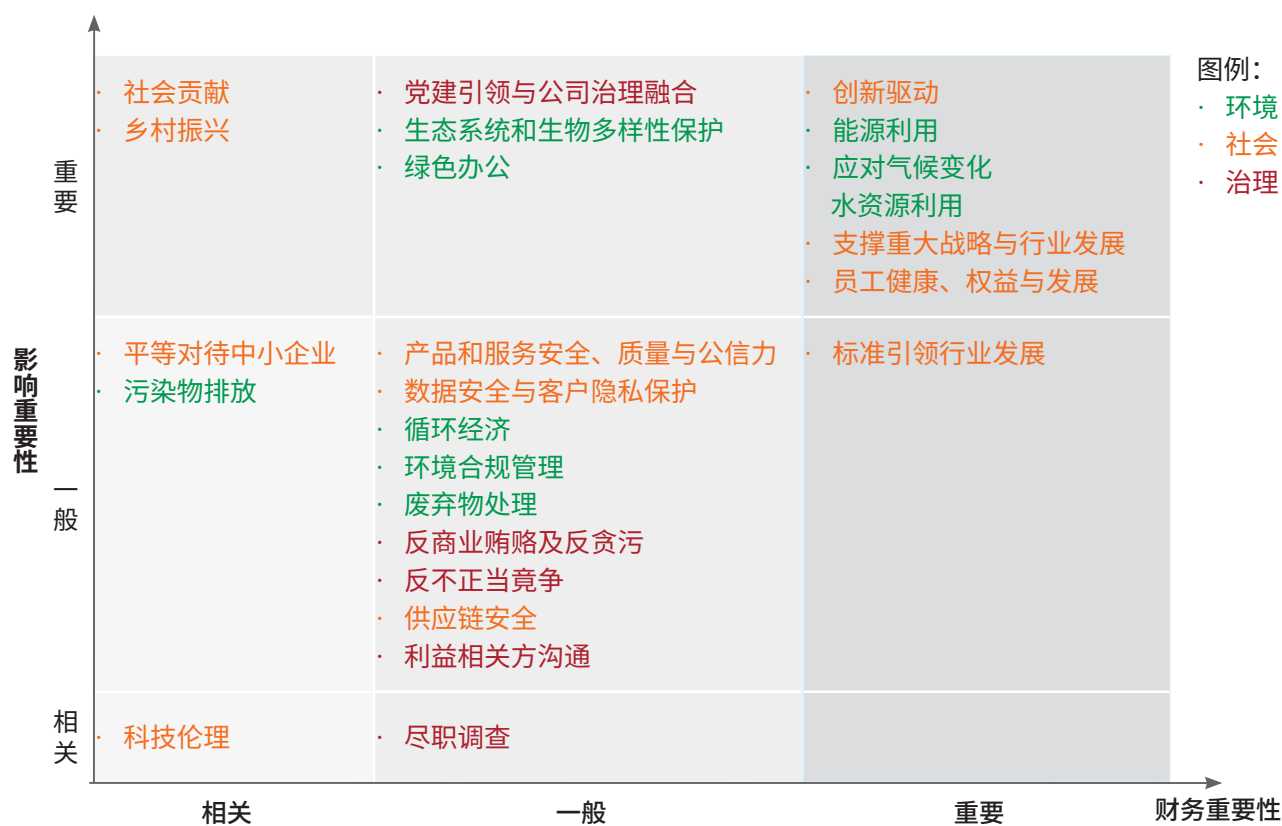 图例：
· 环境
· 社会
· 治理
影响重要性
重要
· 社会贡献
· 乡村振兴
· 党建引领与公司治理融合
· 生态系统和生物多样性保护
· 绿色办公
· 创新驱动
· 能源利用
· 应对气候变化
水资源利用
· 支撑重大战略与行业发展
· 员工健康、权益与发展
一般
· 平等对待中小企业
· 污染物排放
· 产品和服务安全、质量与公信力
· 数据安全与客户隐私保护
· 循环经济
· 环境合规管理
· 废弃物处理
· 反商业贿赂及反贪污
· 反不正当竟争
· 供应链安全
· 利益相关方沟通
· 标准引领行业发展
相关
· 科技伦理
· 尽职调查
相关
一般
重要
财务重要性